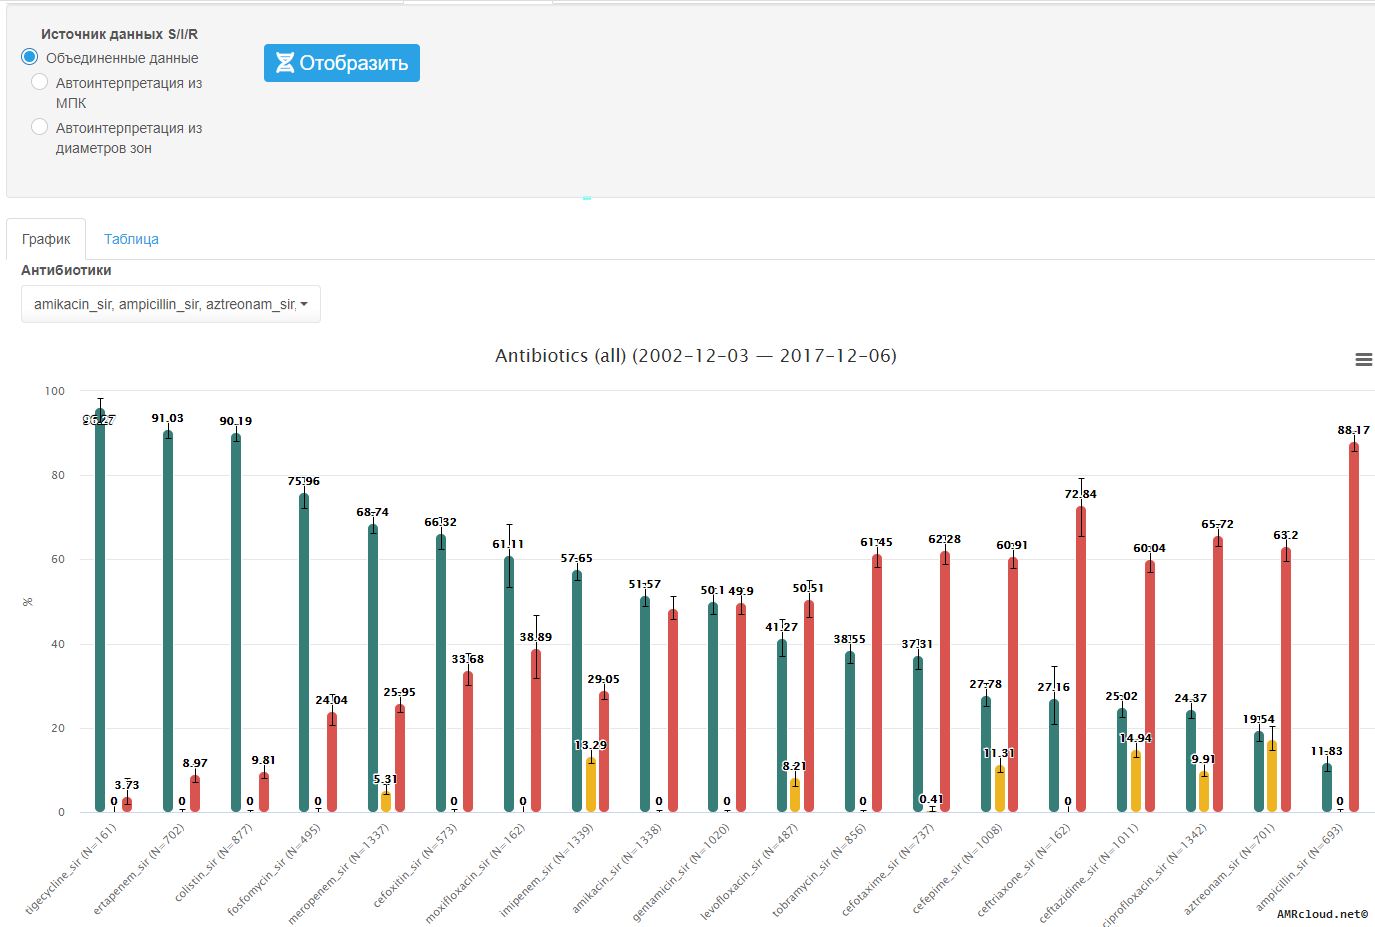 Источник данных S/I/R
Объединенные данные
Автоинтерпретация из
МПК
Автоинтерпретация из
диаметров зон
Отобразить
График
Таблица
Антибиотики
amikacin_sir, ampicillin_sir, aztreonam_sir,
Antibiotics (all) (2002-12-03 — 2017-12-06)
%
100
80
60
40
20
0
96.27
0
3.73
91.03
0
8.97
90.19
0
9.81
75.96
0
24.04
68.74
5.31
25.95
66.32
0
33.68
61.11
0
38.89
57.65
13.29
29.05
51.57
0
50.1
0
49.9
41.27
8.21
50.51
38.55
0
61.45
37.31
0.41
62.28
27.78
11.31
60.91
27.16
0
72.84
25.02
14.94
60.04
24.37
9.91
65.72
19.54
63.2
11.83
0
88.17
tigecycline_sir (N=161)
ertapenem_sir (N=702)
colistin_sir (N=877)
fosfomycin_sir (N=495)
meropenem_sir (N=1337)
cefoxitin_sir (N=573)
moxifloxacin_sir (N=162)
imipenem_sir (N=1339)
amikacin_sir (N=1338)
gentamicin_sir (N=1020)
levofloxacin_sir (N=487)
tobramycin_sir (N=856)
cefotaxime_sir (N=737)
cefepime_sir (N=1008)
ceftriaxone_sir (N=162)
ceftazidime_sir (N=1011)
ciprofloxacin_sir (N=1342)
aztreonam_sir (N=701)
ampicillin_sir (N=693)
AMRcloud.net©